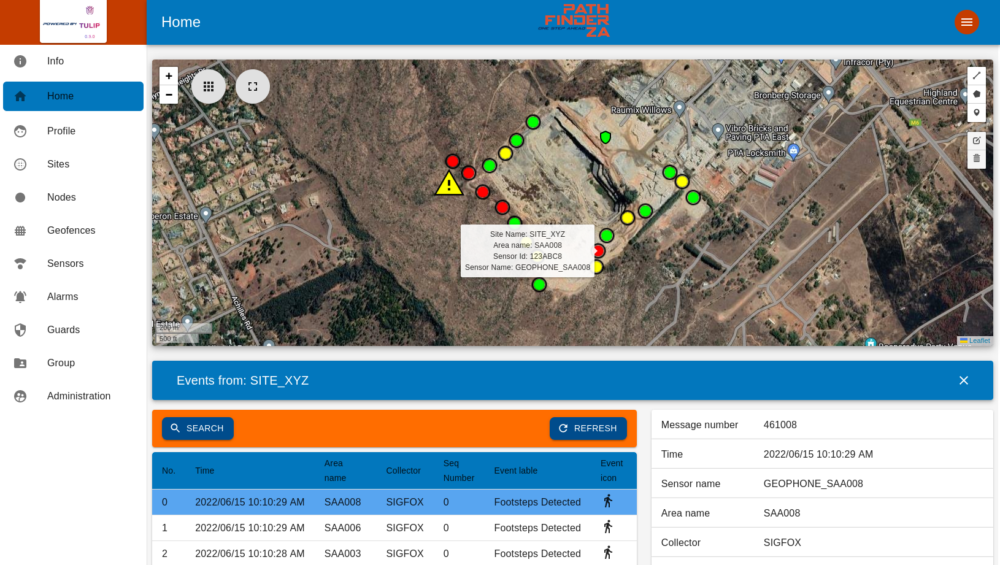 POWERED BY TULIP
0.9.0
Home
PATH
FINDER
ONE STEP AHEAD ZA
Info
Home
Profile
Sites
Nodes
Geofences
Sensors
Alarms
Guards
Group
Administration
+
−
Infracor (Pty)
Bronberg Storage
Highland
Equestrian Centre
Raumix Willows
M6
Vibro Bricks and
Paving PTA East
PTA Locksmith
Achilles Rd
Estate
200 m
500 ft
Leaflet
Site Name: SITE_XYZ
Area name: SAA008
Sensor Id: 123ABC8
Sensor Name: GEOPHONE_SAA008
Events from: SITE_XYZ
SEARCH
REFRESH
No. Time Area name Collector Seq Number Event lable Event icon
0 2022/06/15 10:10:29 AM SAA008 SIGFOX 0 Footsteps Detected
1 2022/06/15 10:10:29 AM SAA006 SIGFOX 0 Footsteps Detected
2 2022/06/15 10:10:28 AM SAA003 SIGFOX 0 Footsteps Detected
Message number 461008
Time 2022/06/15 10:10:29 AM
Sensor name GEOPHONE_SAA008
Area name SAA008
Collector SIGFOX